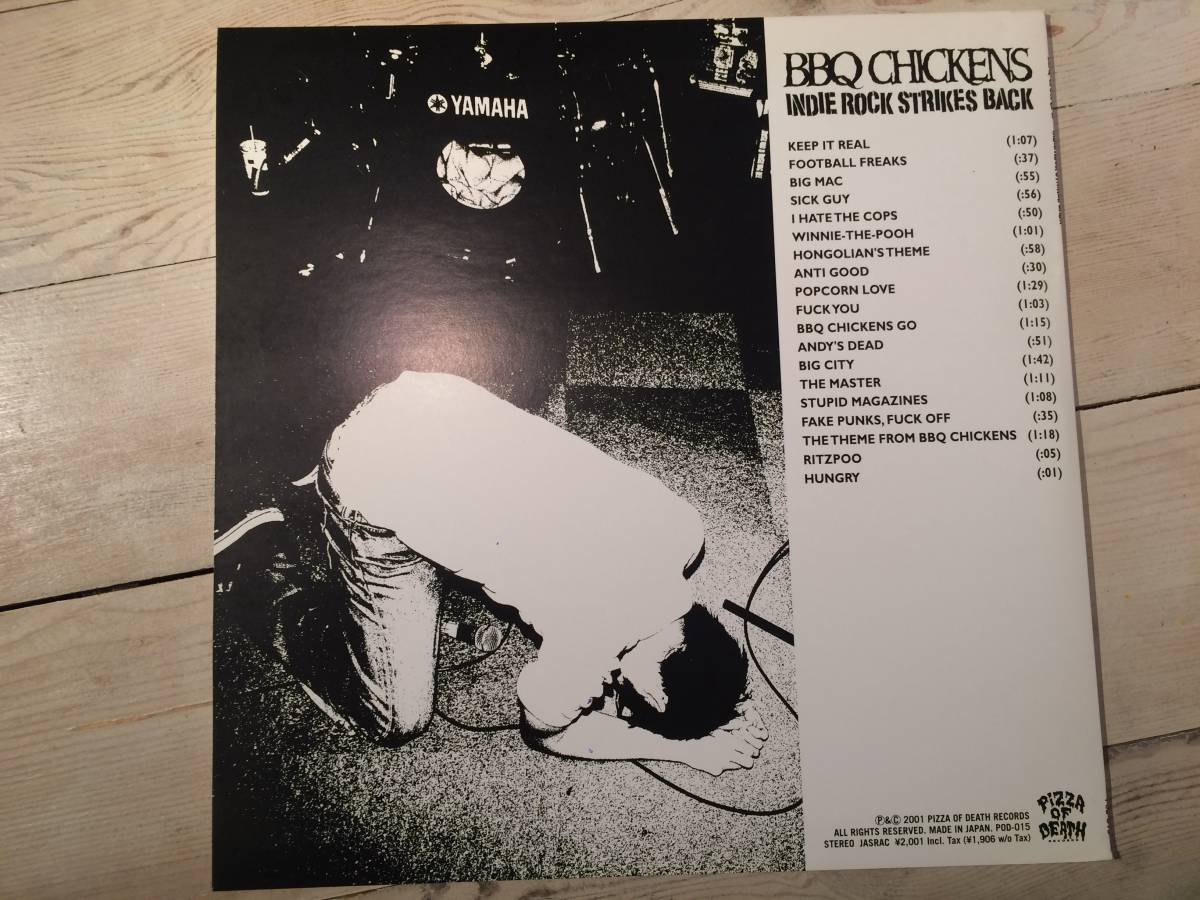 YAMAHA
BBQ CHICKENS
INDIE ROCK STRIKES BACK
KEEP IT REAL (1:07)
FOOTBALL FREAKS (:37)
BIG MAC (:55)
SICK GUY (:56)
I HATE THE COPS (:50)
WINNIE-THE-POOH (1:01)
HONGOLIAN'S THEME (:58)
ANTI GOOD (:30)
POPCORN LOVE (1:29)
FUCK YOU (1:03)
BBQ CHICKENS GO (1:15)
ANDY'S DEAD (:51)
BIG CITY (1:42)
THE MASTER (1:11)
STUPID MAGAZINES (1:08)
FAKE PUNKS, FUCK OFF (:35)
THE THEME FROM BBQ CHICKENS (1:18)
RITZPOO (:05)
HUNGRY (:01)
Ⓟ&© 2001 PIZZA OF DEATH RECORDS
ALL RIGHTS RESERVED. MADE IN JAPAN. POD-015
STEREO JASRAC ¥2,001 Incl. Tax (¥1,906 w/o Tax)
PIZZA
OF
DEATH